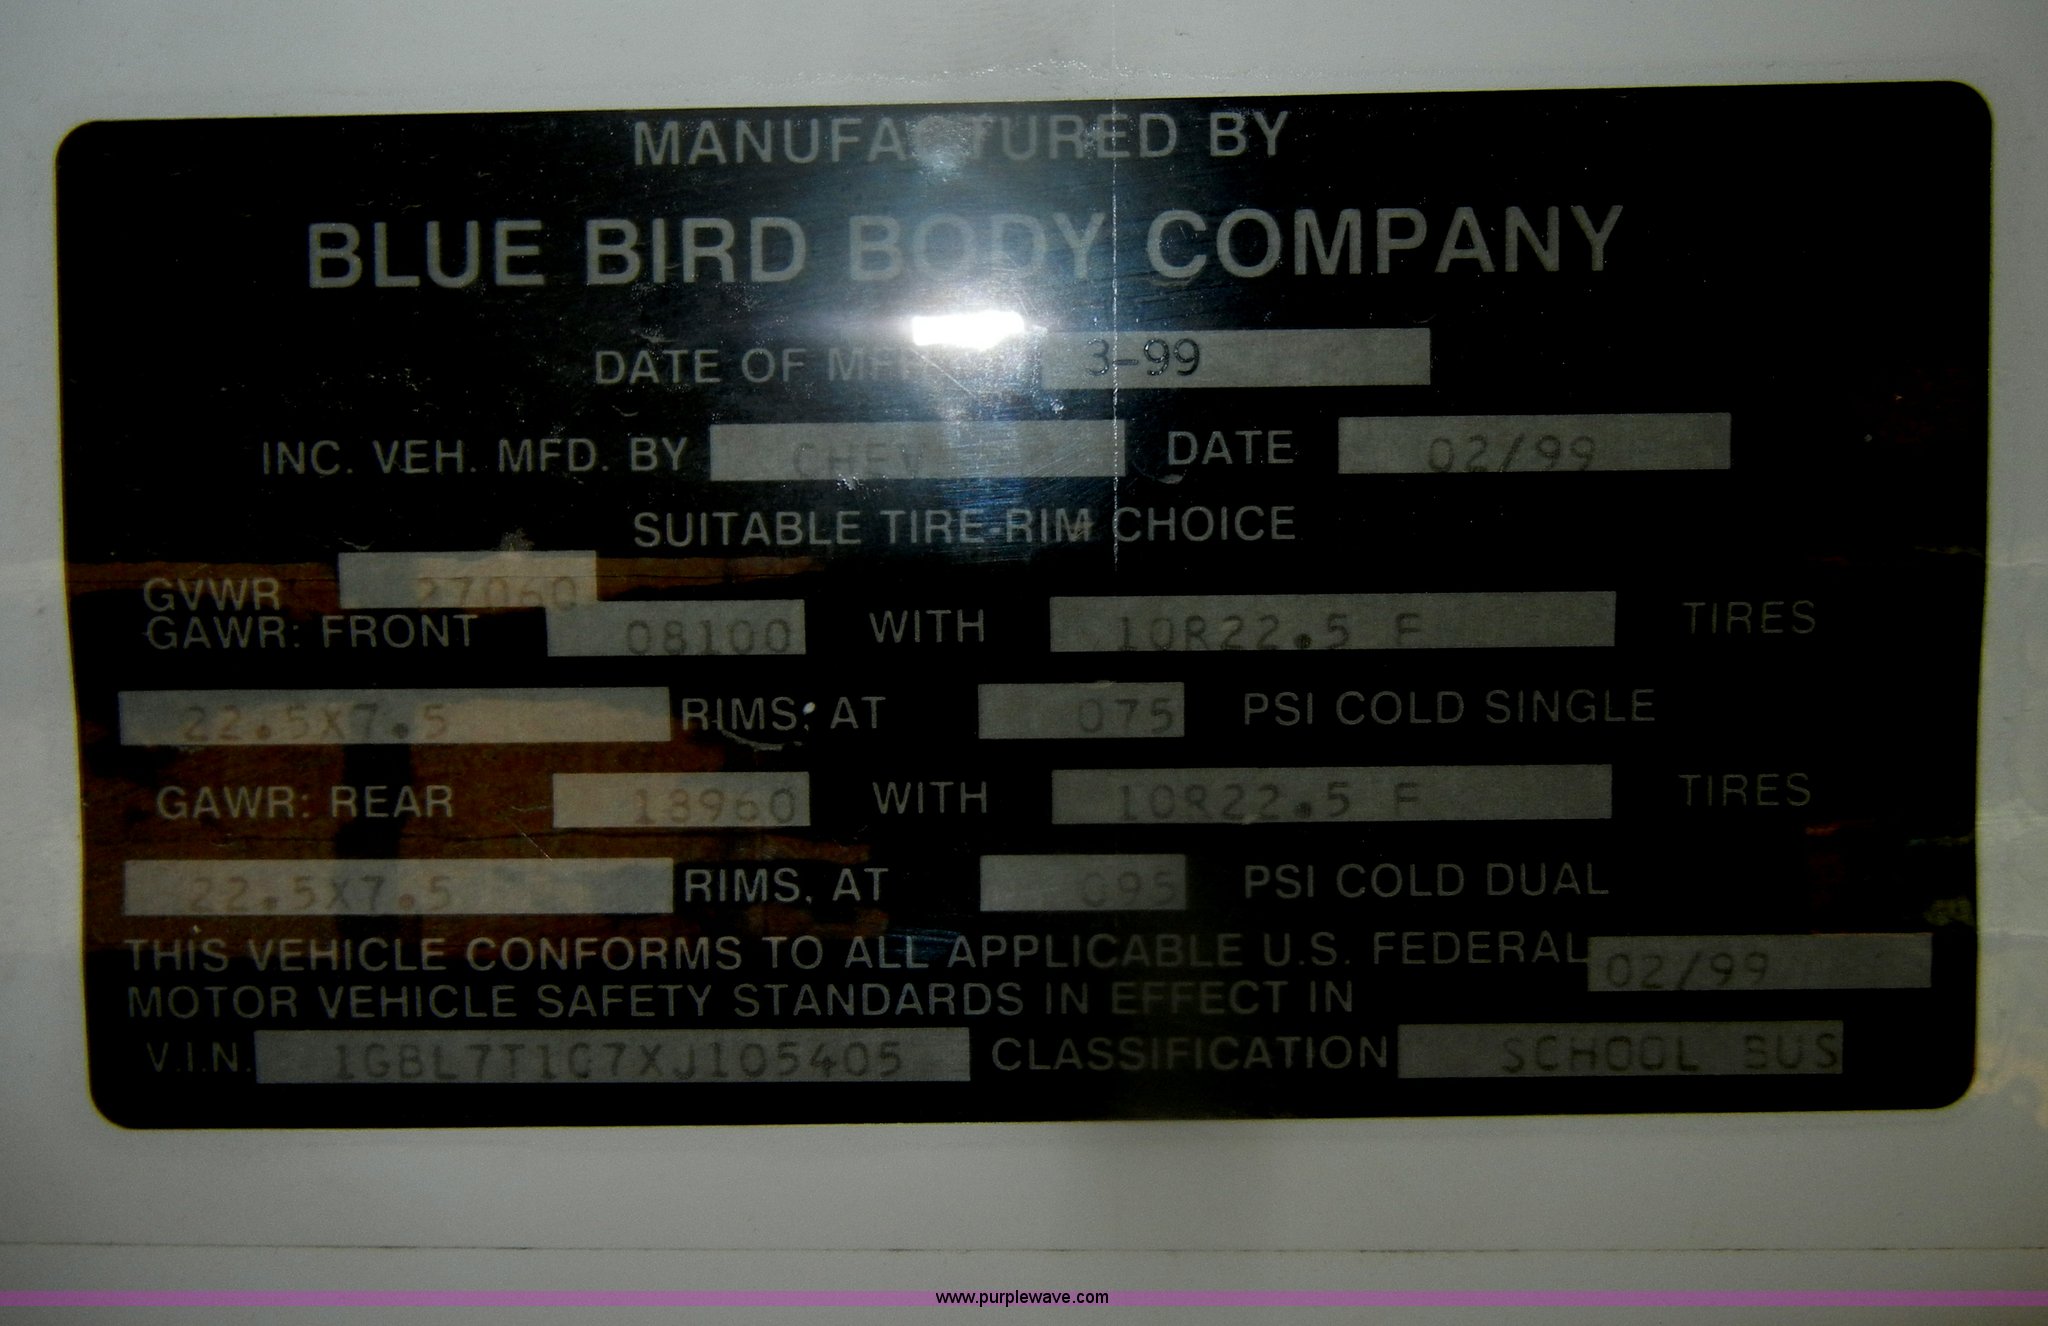 MANUFACTURED BY
BLUE BIRD BODY COMPANY
DATE OF 3-99
INC. VEH. MFD. BY CHEV DATE 02/99
SUITABLE TIRE-RIM CHOICE
GVWR 27060
GAWR: FRONT 08100 WITH 10R22.5 F TIRES
22.5X7.5 RIMS, AT 075 PSI COLD SINGLE
GAWR: REAR 18960 WITH 10R22.5 F TIRES
22.5X7.5 RIMS, AT 095 PSI COLD DUAL
THIS VEHICLE CONFORMS TO ALL APPLICABLE U.S. FEDERAL 02/99
MOTOR VEHICLE SAFETY STANDARDS IN EFFECT IN
V.I.N. 1GBL7T1C7XJ105405 CLASSIFICATION SCHOOL BUS
www.purplewave.com